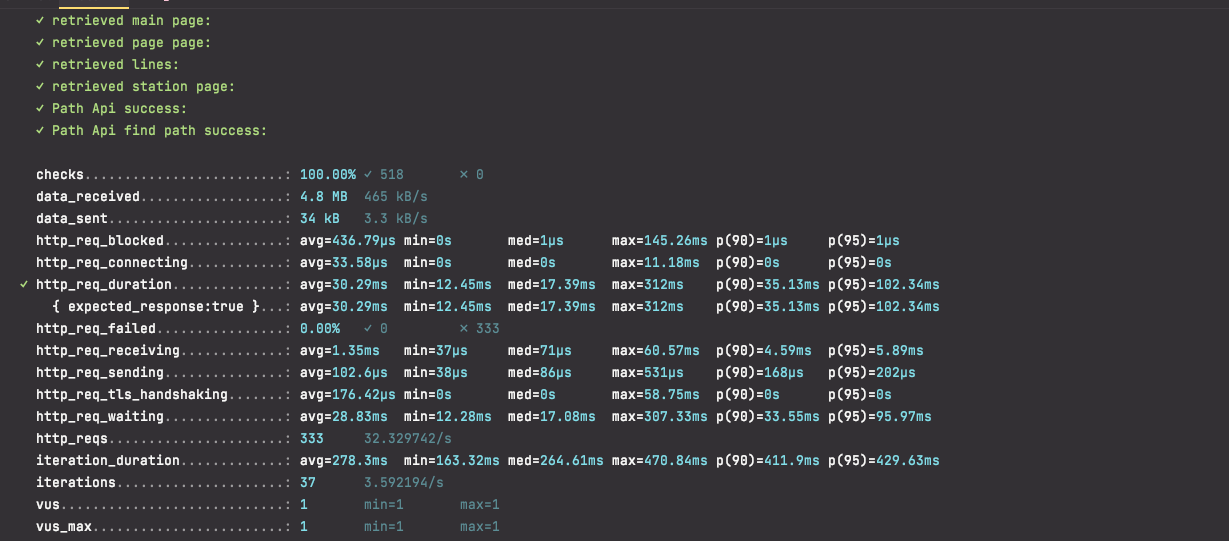 ✓ retrieved main page:
✓ retrieved page page:
✓ retrieved lines:
✓ retrieved station page:
✓ Path Api success:
✓ Path Api find path success:
checks.........................: 100.00% ✓ 518 ✗ 0
data_received..................: 4.8 MB 465 kB/s
data_sent......................: 34 kB 3.3 kB/s
http_req_blocked...............: avg=436.79µs min=0s med=1µs max=145.26ms p(90)=1µs p(95)=1µs
http_req_connecting............: avg=33.58µs min=0s med=0s max=11.18ms p(90)=0s p(95)=0s
✓ http_req_duration..............: avg=30.29ms min=12.45ms med=17.39ms max=312ms p(90)=35.13ms p(95)=102.34ms
{ expected_response:true }...: avg=30.29ms min=12.45ms med=17.39ms max=312ms p(90)=35.13ms p(95)=102.34ms
http_req_failed................: 0.00% ✓ 0 ✗ 333
http_req_receiving.............: avg=1.35ms min=37µs med=71µs max=60.57ms p(90)=4.59ms p(95)=5.89ms
http_req_sending...............: avg=102.6µs min=38µs med=86µs max=531µs p(90)=168µs p(95)=202µs
http_req_tls_handshaking.......: avg=176.42µs min=0s med=0s max=58.75ms p(90)=0s p(95)=0s
http_req_waiting...............: avg=28.83ms min=12.28ms med=17.08ms max=307.33ms p(90)=33.55ms p(95)=95.97ms
http_reqs......................: 333 32.329742/s
iteration_duration.............: avg=278.3ms min=163.32ms med=264.61ms max=470.84ms p(90)=411.9ms p(95)=429.63ms
iterations.....................: 37 3.592194/s
vus............................: 1 min=1 max=1
vus_max........................: 1 min=1 max=1